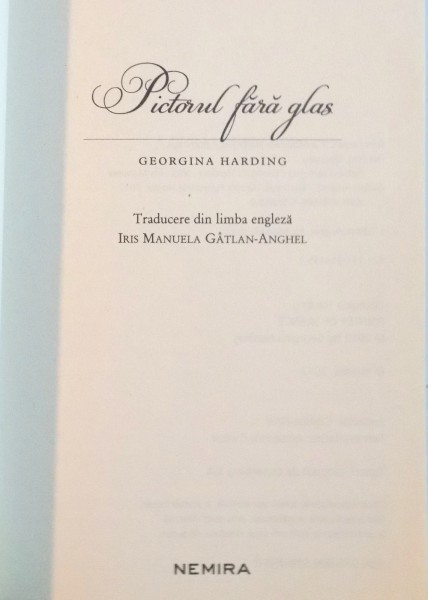 Pictorul fără glas
GEORGINA HARDING
Traducere din limba engleză
IRIS MANUELA GÂTLAN-ANGHEL
NEMIRA